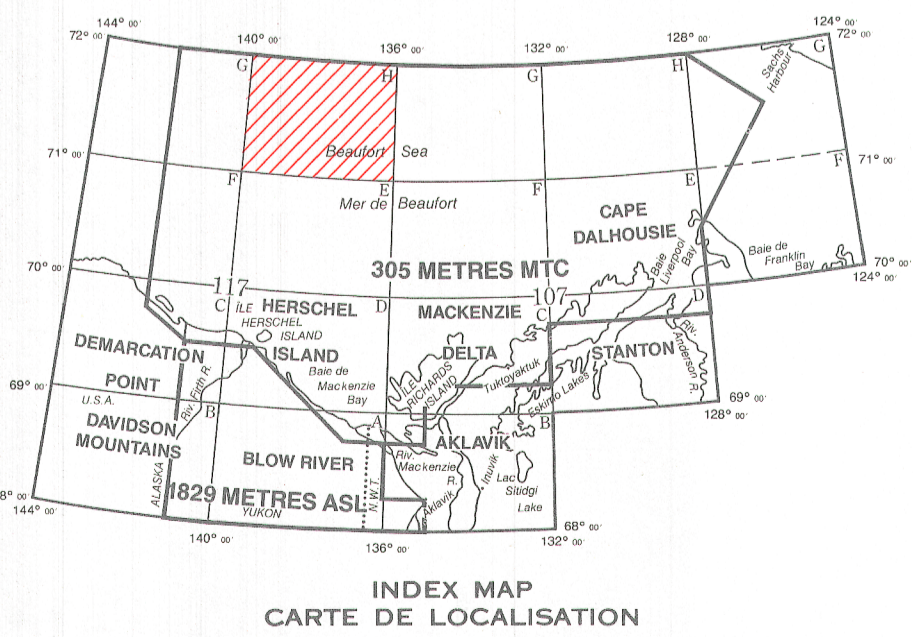 144° 00'
72° 00'
140° 00'
136° 00'
132° 00'
128° 00'
124° 00'
72° 00'
G
H
G
H
G
Sachs
Harbour
Beaufort Sea
71° 00'
71° 00'
F
E
F
E
F
Mer de Beaufort
CAPE
DALHOUSIE
Baie
Liverpool
Bay
Baie de
Franklin
Bay
70° 00'
70° 00'
124° 00'
305 METRES MTC
117
107
C
D
C
D
ÎLE HERSCHEL
HERSCHEL
ISLAND
ISLAND
MACKENZIE
DELTA
DEMARCATION
POINT
Baie de
Mackenzie
Bay
ÎLE
RICHARDS
ISLAND
Tuktoyaktuk
STANTON
Riv.
Anderson R.
Eskimo Lakes
69° 00'
69° 00'
128° 00'
U.S.A.
Riv. Firth R.
B
A
B
DAVIDSON
MOUNTAINS
AKLAVIK
BLOW RIVER
Riv.
Mackenzie
R.
Inuvik
Lac
Sitidgi
Lake
ALASKA
1829 METRES ASL
YUKON
N.W.T.
Aklavik
8° 00'
144° 00'
68° 00'
140° 00'
136° 00'
132° 00'
INDEX MAP
CARTE DE LOCALISATION